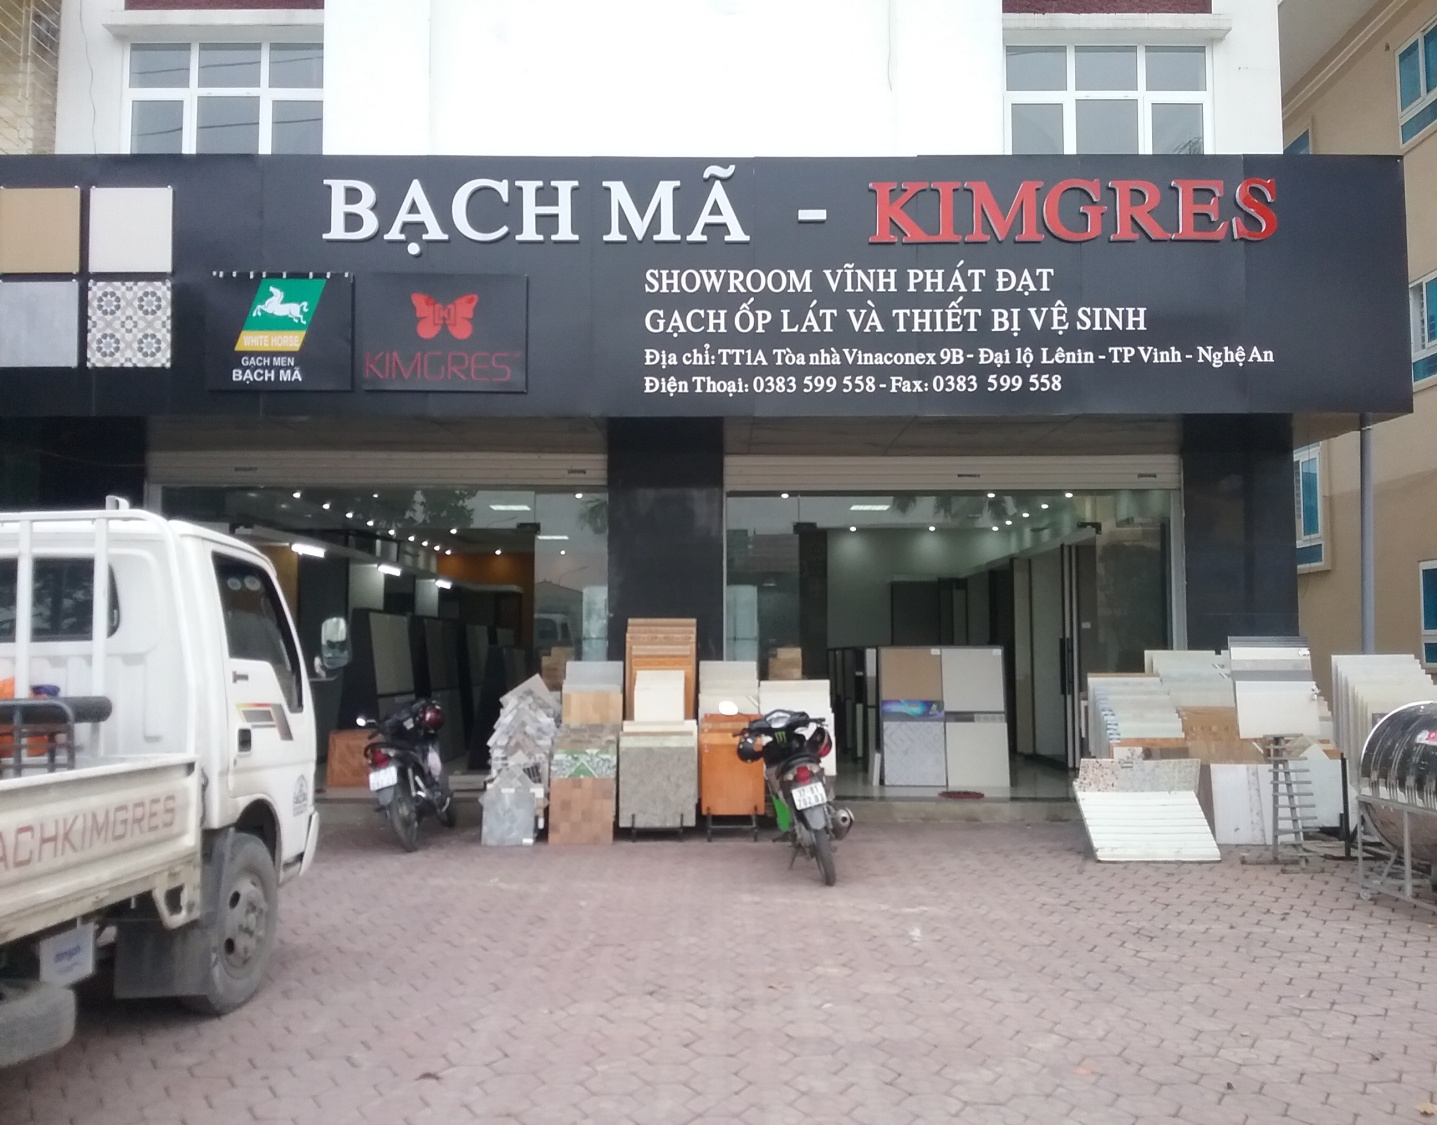 BẠCH MÃ - KIMGRES
SHOWROOM VĨNH PHÁT ĐẠT
GẠCH ỐP LÁT VÀ THIẾT BỊ VỆ SINH
Địa chỉ: TT1A Tòa nhà Vinaconex 9B - Đại lộ Lênin - TP Vinh - Nghệ An
Điện Thoại: 0383 599 558 - Fax: 0383 599 558
WHITE HORSE
GẠCH MEN
BẠCH MÃ
KIMGRES
ACHKIMGRES